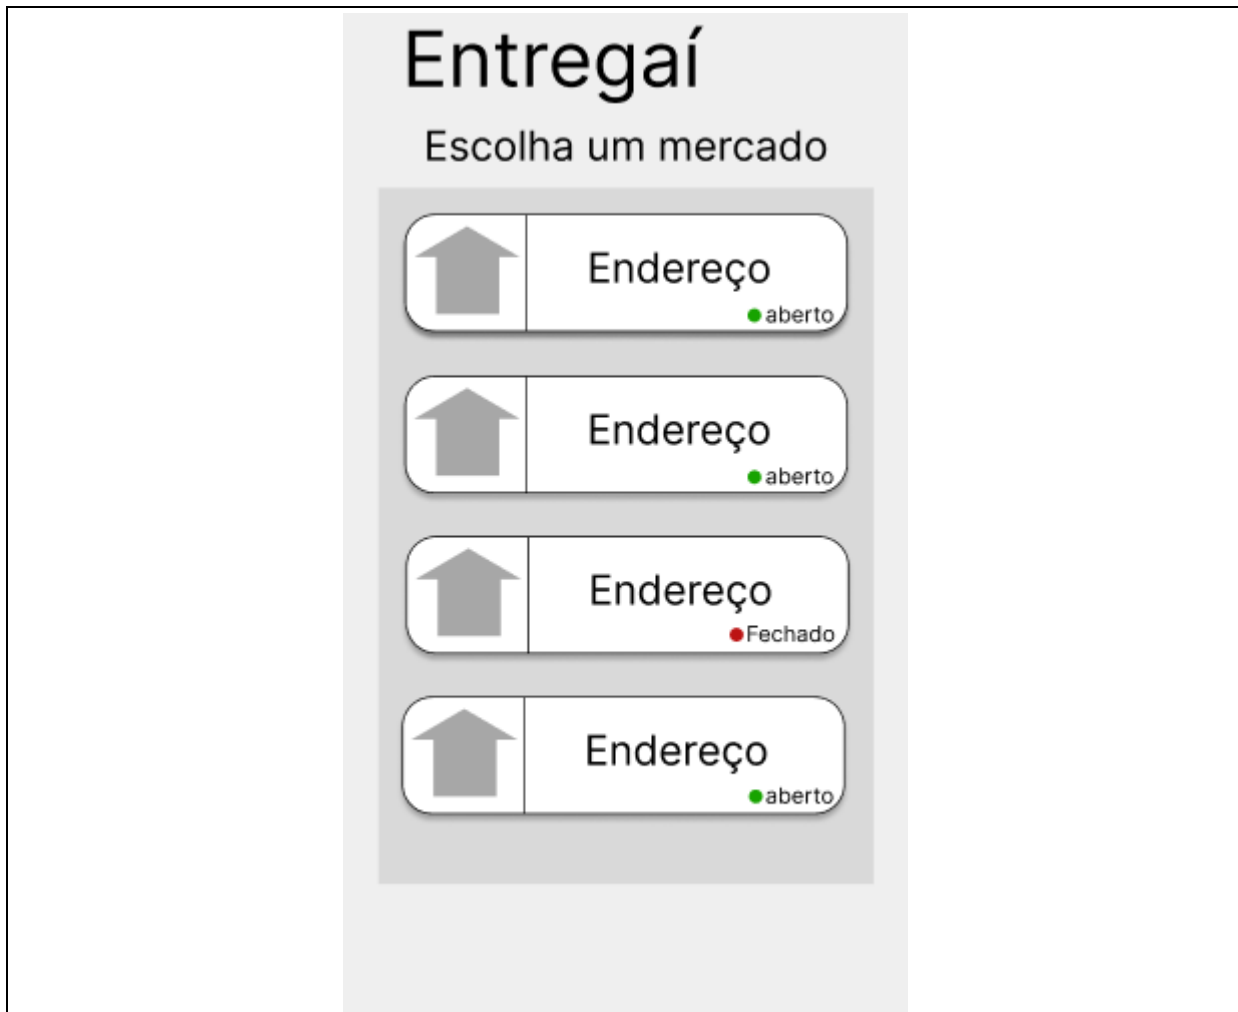 Entregaí
Escolha um mercado
Endereço
aberto
Endereço
aberto
Endereço
Fechado
Endereço
aberto